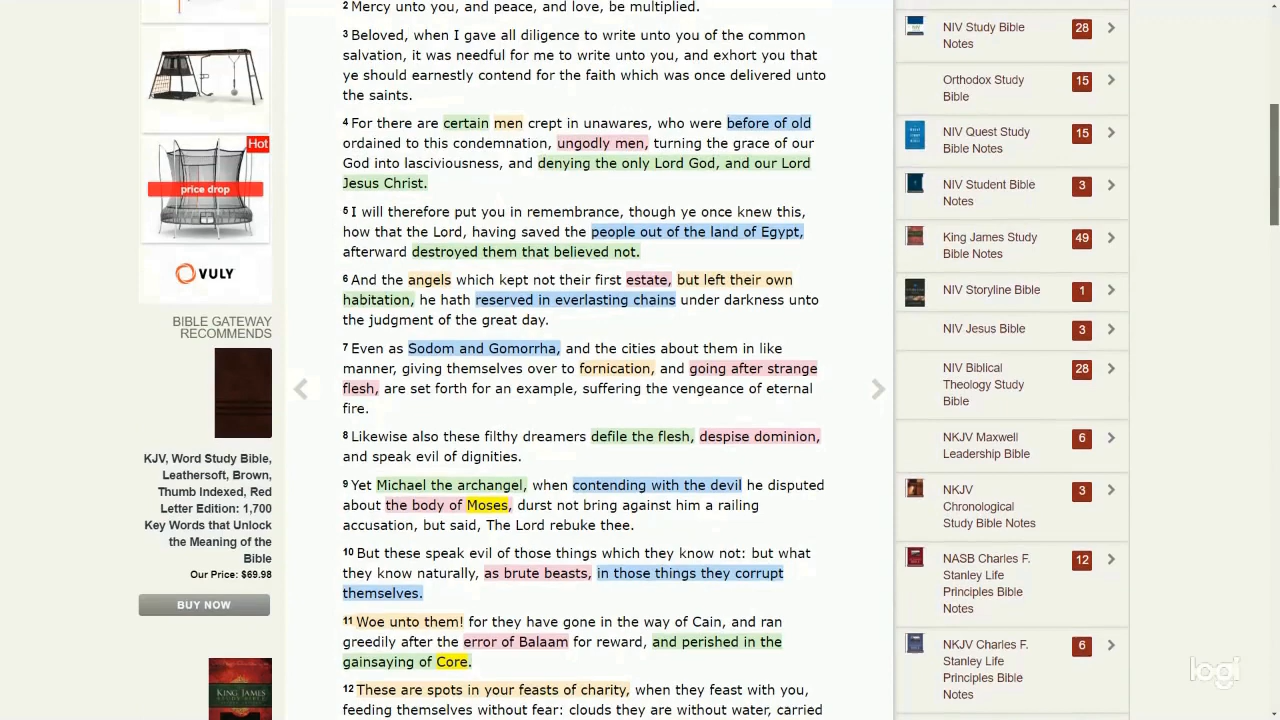 Hot
price drop
VULY
BIBLE GATEWAY
RECOMMENDS
KJV, Word Study Bible,
Leathersoft, Brown,
Thumb Indexed, Red
Letter Edition: 1,700
Key Words that Unlock
the Meaning of the
Bible
Our Price: $69.98
BUY NOW
KING JAMES
2 Mercy unto you, and peace, and love, be multiplied.
3 Beloved, when I gave all diligence to write unto you of the common
salvation, it was needful for me to write unto you, and exhort you that
ye should earnestly contend for the faith which was once delivered unto
the saints.
4 For there are certain men crept in unawares, who were before of old
ordained to this condemnation, ungodly men, turning the grace of our
God into lasciviousness, and denying the only Lord God, and our Lord
Jesus Christ.
5 I will therefore put you in remembrance, though ye once knew this,
how that the Lord, having saved the people out of the land of Egypt,
afterward destroyed them that believed not.
6 And the angels which kept not their first estate, but left their own
habitation, he hath reserved in everlasting chains under darkness unto
the judgment of the great day.
7 Even as Sodom and Gomorrha, and the cities about them in like
manner, giving themselves over to fornication, and going after strange
flesh, are set forth for an example, suffering the vengeance of eternal
fire.
8 Likewise also these filthy dreamers defile the flesh, despise dominion,
and speak evil of dignities.
9 Yet Michael the archangel, when contending with the devil he disputed
about the body of Moses, durst not bring against him a railing
accusation, but said, The Lord rebuke thee.
10 But these speak evil of those things which they know not: but what
they know naturally, as brute beasts, in those things they corrupt
themselves.
11 Woe unto them! for they have gone in the way of Cain, and ran
greedily after the error of Balaam for reward, and perished in the
gainsaying of Core.
12 These are spots in your feasts of charity, when they feast with you,
feeding themselves without fear: clouds they are without water, carried
NIV Study Bible 28
Notes
Orthodox Study 15
Bible
NIV Quest Study 15
Bible Notes
NIV Student Bible 3
Notes
King James Study 49
Bible Notes
NIV Storyline Bible 1
NIV Jesus Bible 3
NIV Biblical 28
Theology Study
Bible
NKJV Maxwell 6
Leadership Bible
NKJV 3
Chronological
Study Bible Notes
NASB Charles F. 12
Stanley Life
Principles Bible
Notes
NKJV Charles F. 6
Stanley Life
Principles Bible
Notes
logi